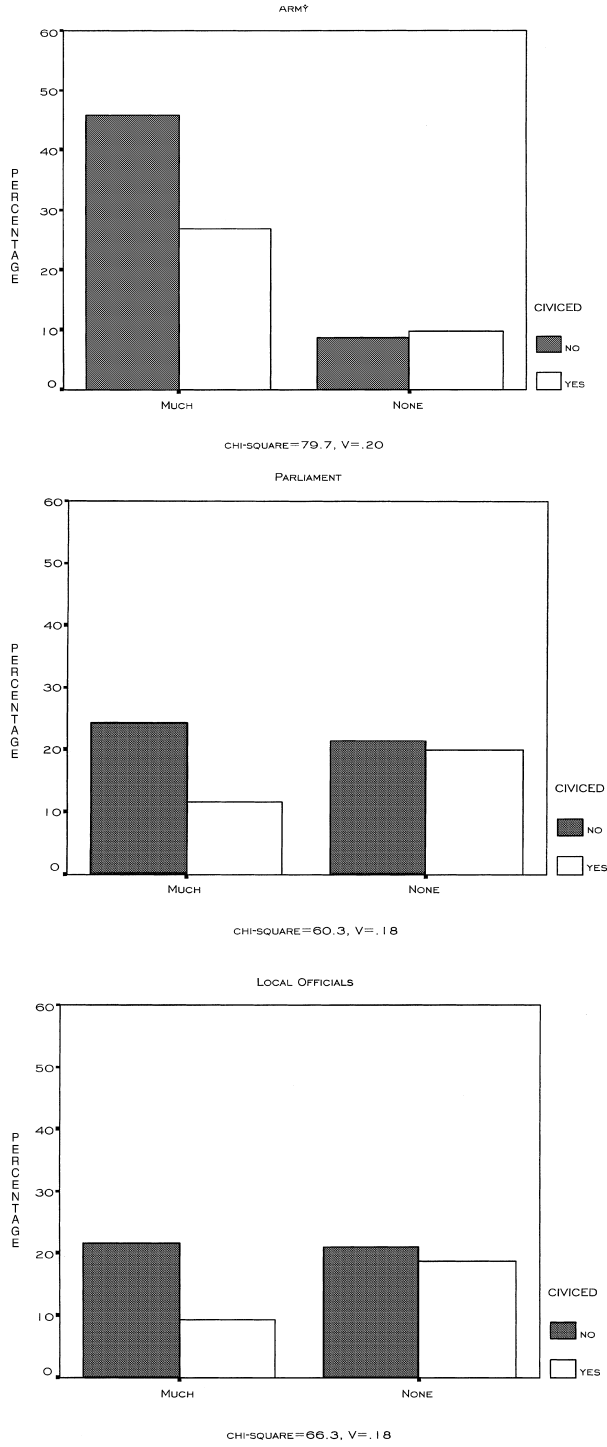 ARMY
60
50
40
30
20
10
0
PERCENTAGE
MUCH
NONE
CIVICED
NO
YES
CHI-SQUARE=79.7, V=.20
PARLIAMENT
60
50
40
30
20
10
0
PERCENTAGE
MUCH
NONE
CIVICED
NO
YES
CHI-SQUARE=60.3, V=.18
LOCAL OFFICIALS
60
50
40
30
20
10
0
PERCENTAGE
MUCH
NONE
CIVICED
NO
YES
CHI-SQUARE=66.3, V=.18